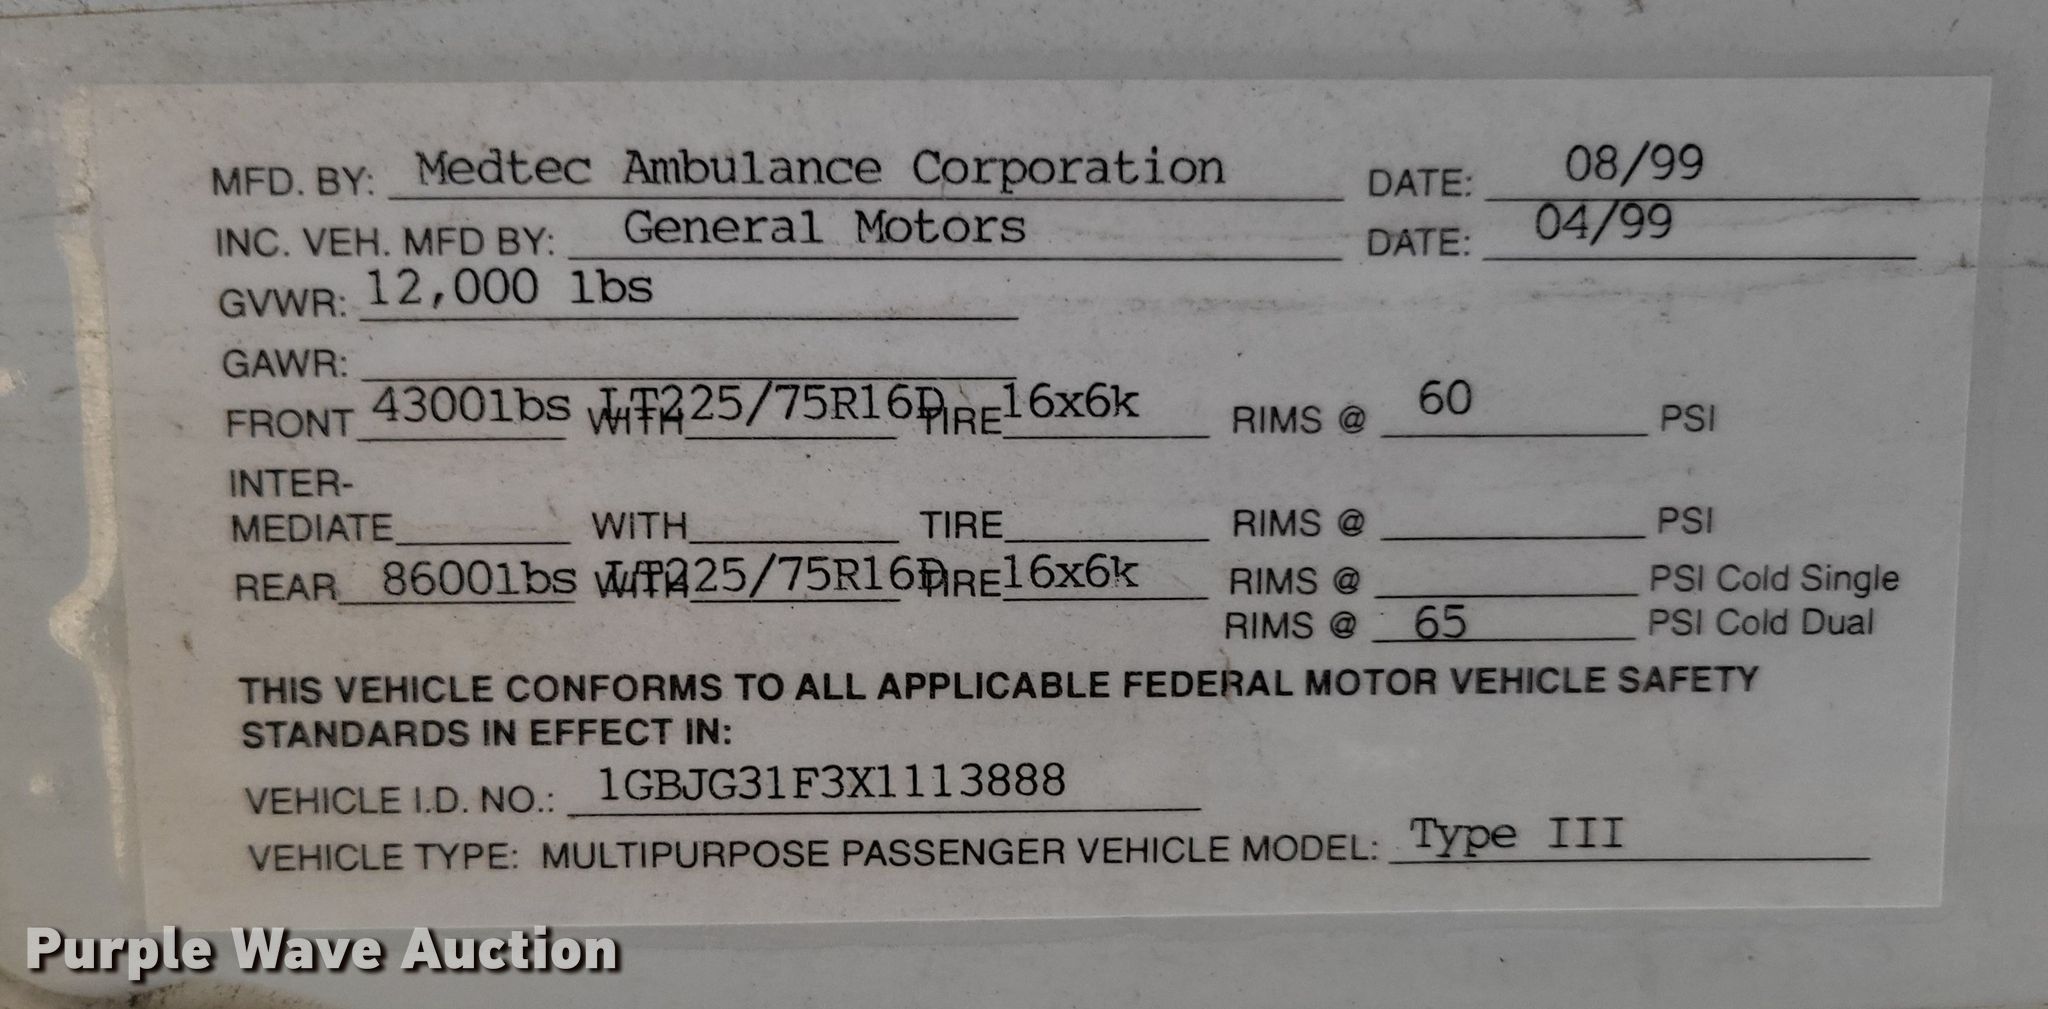 MFD. BY: Medtec Ambulance Corporation DATE: 08/99
INC. VEH. MFD BY: General Motors DATE: 04/99
GVWR: 12,000 lbs
GAWR:
FRONT 4300lbs WITH LT225/75R16D TIRE 16x6k RIMS @ 60 PSI
INTER-
MEDIATE WITH TIRE RIMS @ PSI
REAR 8600lbs WITH LT225/75R16D TIRE 16x6k RIMS @ PSI Cold Single
RIMS @ 65 PSI Cold Dual
THIS VEHICLE CONFORMS TO ALL APPLICABLE FEDERAL MOTOR VEHICLE SAFETY
STANDARDS IN EFFECT IN:
VEHICLE I.D. NO.: 1GBJG31F3X1113888
VEHICLE TYPE: MULTIPURPOSE PASSENGER VEHICLE MODEL: Type III
Purple Wave Auction